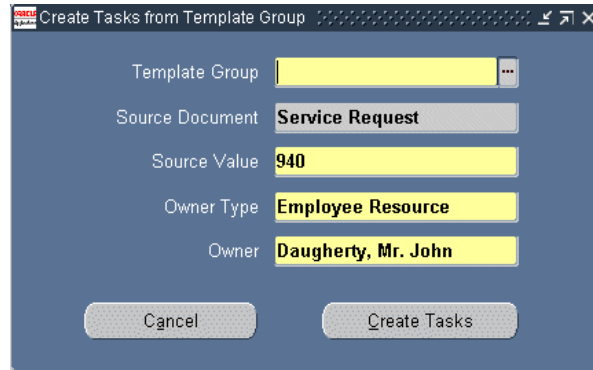 Create Tasks from Template Group
Template Group
Source Document Service Request
Source Value 940
Owner Type Employee Resource
Owner Daugherty, Mr. John
Cancel Create Tasks